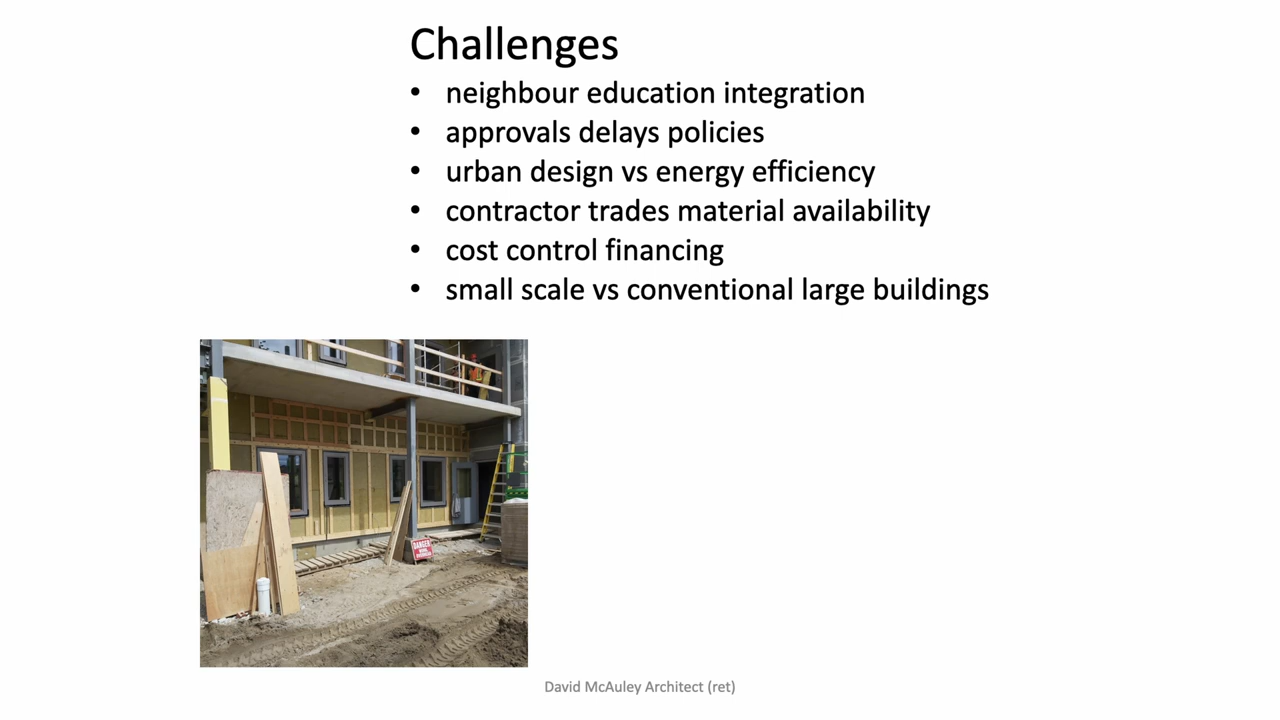 Challenges
• neighbour education integration
• approvals delays policies
• urban design vs energy efficiency
• contractor trades material availability
• cost control financing
• small scale vs conventional large buildings
DANGER
David McAuley Architect (ret)